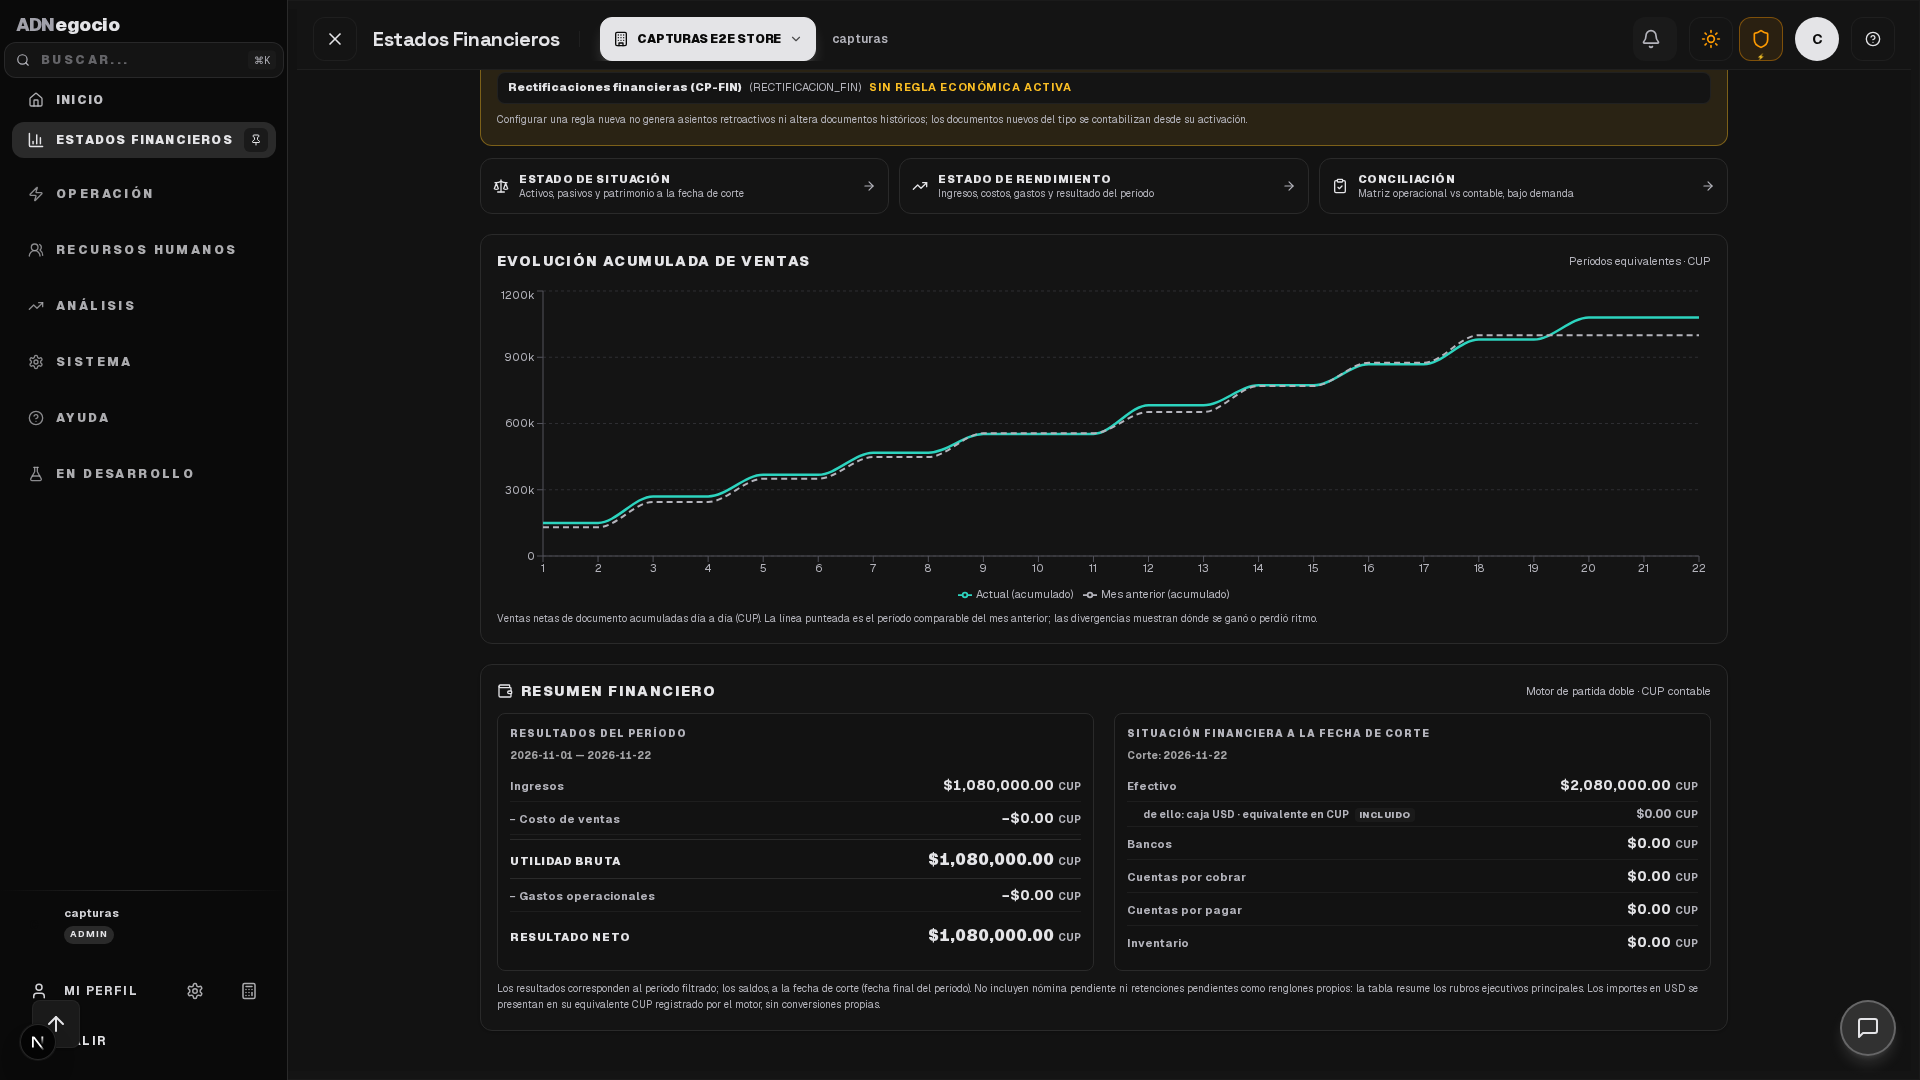 ADNegocio
BUSCAR...
⌘K
INICIO
ESTADOS FINANCIEROS
OPERACIÓN
RECURSOS HUMANOS
ANÁLISIS
SISTEMA
AYUDA
EN DESARROLLO
capturas
ADMIN
MI PERFIL
LIR
N
Estados Financieros
CAPTURAS E2E STORE
capturas
C
Rectificaciones financieras (CP-FIN) (RECTIFICACION_FIN) SIN REGLA ECONÓMICA ACTIVA
Configurar una regla nueva no genera asientos retroactivos ni altera documentos históricos; los documentos nuevos del tipo se contabilizan desde su activación.
ESTADO DE SITUACIÓN
Activos, pasivos y patrimonio a la fecha de corte
ESTADO DE RENDIMIENTO
Ingresos, costos, gastos y resultado del período
CONCILIACIÓN
Matriz operacional vs contable, bajo demanda
EVOLUCIÓN ACUMULADA DE VENTAS
Períodos equivalentes · CUP
1200k
900k
600k
300k
0
1 2 3 4 5 6 7 8 9 10 11 12 13 14 15 16 17 18 19 20 21 22
Actual (acumulado) Mes anterior (acumulado)
Ventas netas de documento acumuladas día a día (CUP). La línea punteada es el período comparable del mes anterior; las divergencias muestran dónde se ganó o perdió ritmo.
RESUMEN FINANCIERO
Motor de partida doble · CUP contable
RESULTADOS DEL PERÍODO
2026-11-01 — 2026-11-22
Ingresos $1,080,000.00 CUP
− Costo de ventas −$0.00 CUP
UTILIDAD BRUTA $1,080,000.00 CUP
− Gastos operacionales −$0.00 CUP
RESULTADO NETO $1,080,000.00 CUP
SITUACIÓN FINANCIERA A LA FECHA DE CORTE
Corte: 2026-11-22
Efectivo $2,080,000.00 CUP
de ello: caja USD · equivalente en CUP INCLUIDO $0.00 CUP
Bancos $0.00 CUP
Cuentas por cobrar $0.00 CUP
Cuentas por pagar $0.00 CUP
Inventario $0.00 CUP
Los resultados corresponden al período filtrado; los saldos, a la fecha de corte (fecha final del período). No incluyen nómina pendiente ni retenciones pendientes como renglones propios: la tabla resume los rubros ejecutivos principales. Los importes en USD se
presentan en su equivalente CUP registrado por el motor, sin conversiones propias.